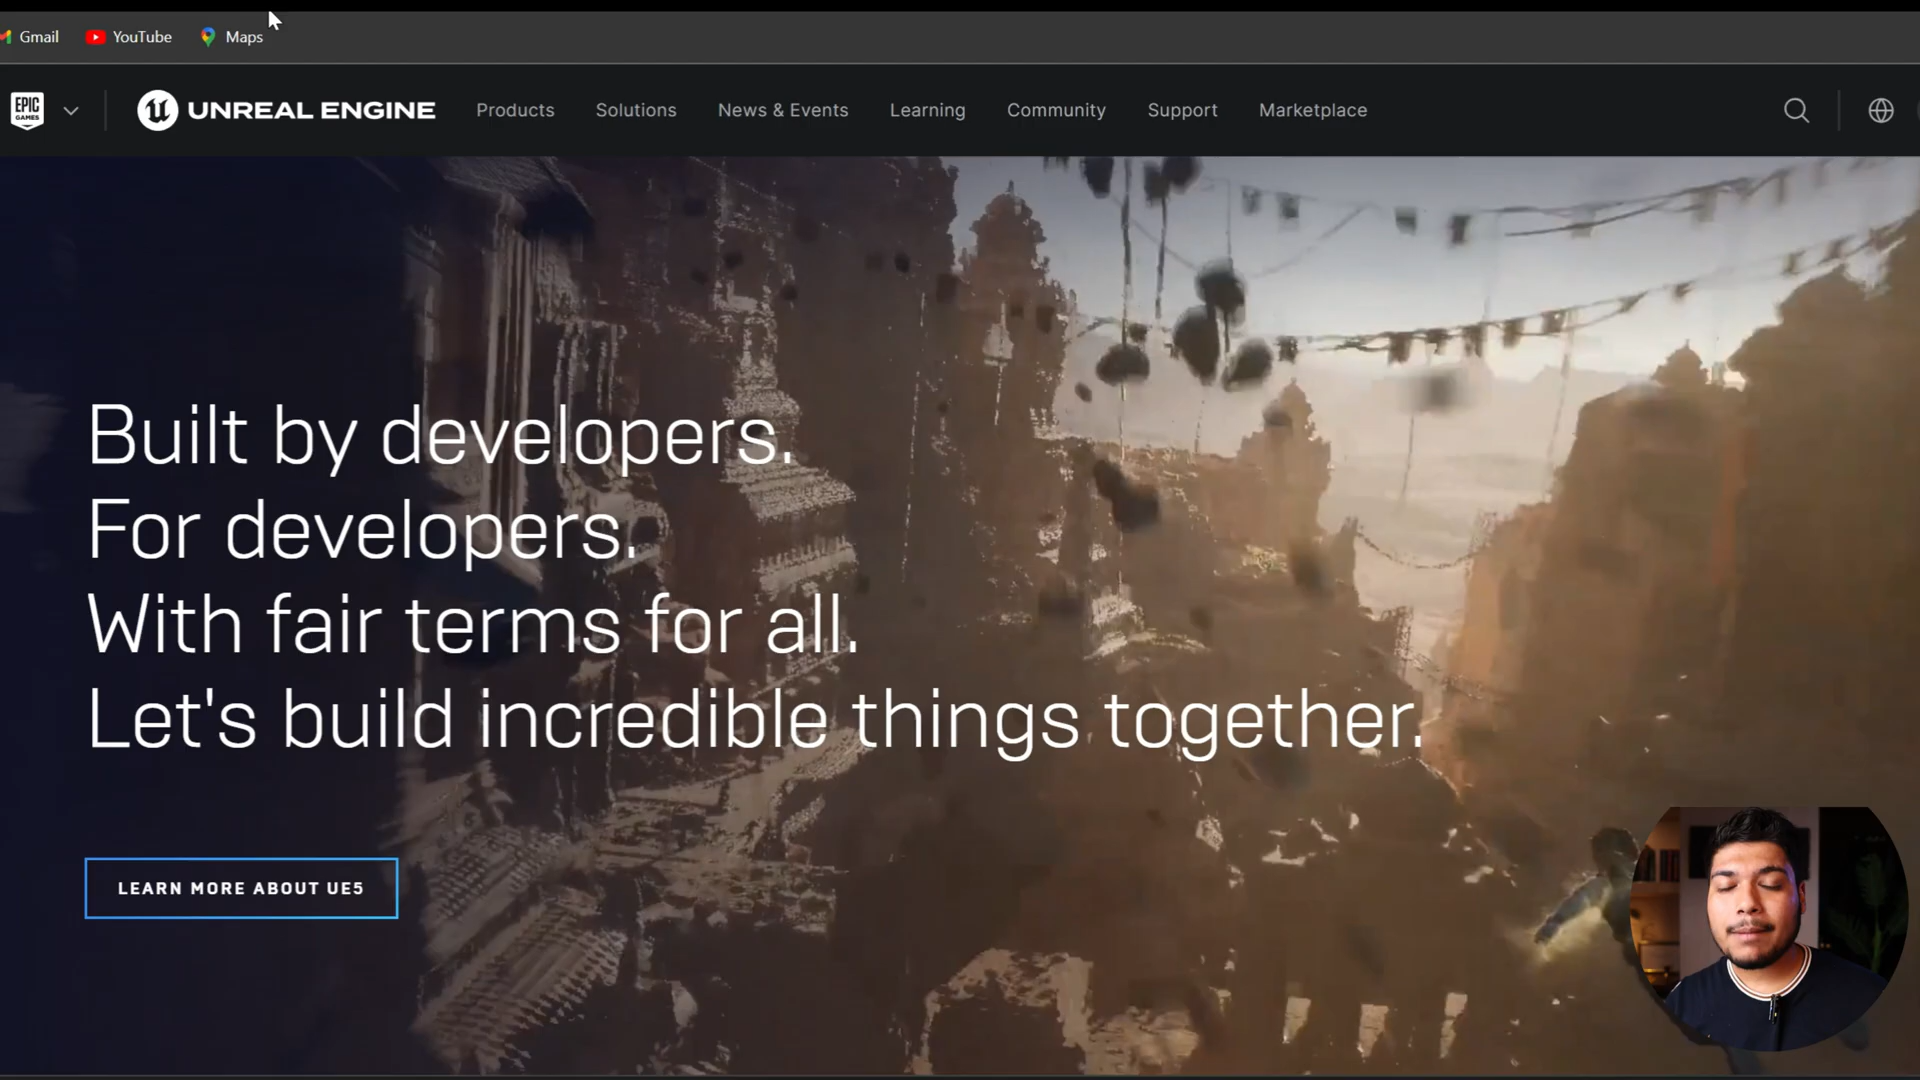 Gmail YouTube Maps
EPIC GAMES UNREAL ENGINE Products Solutions News & Events Learning Community Support Marketplace
Built by developers.
For developers.
With fair terms for all.
Let's build incredible things together.
LEARN MORE ABOUT UE5